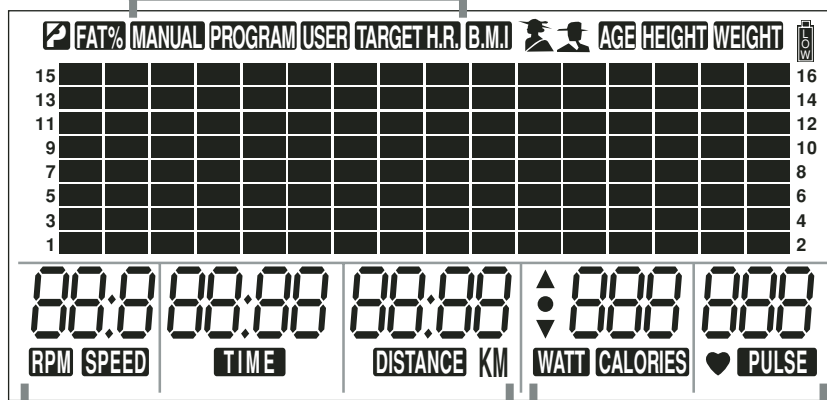 FAT% MANUAL PROGRAM USER TARGET H.R. B.M.I AGE HEIGHT WEIGHT LOW
15 16
13 14
11 12
9 10
7 8
5 6
3 4
1 2
88:8 88:88 88:88 888 888
RPM SPEED TIME DISTANCE KM WATT CALORIES PULSE